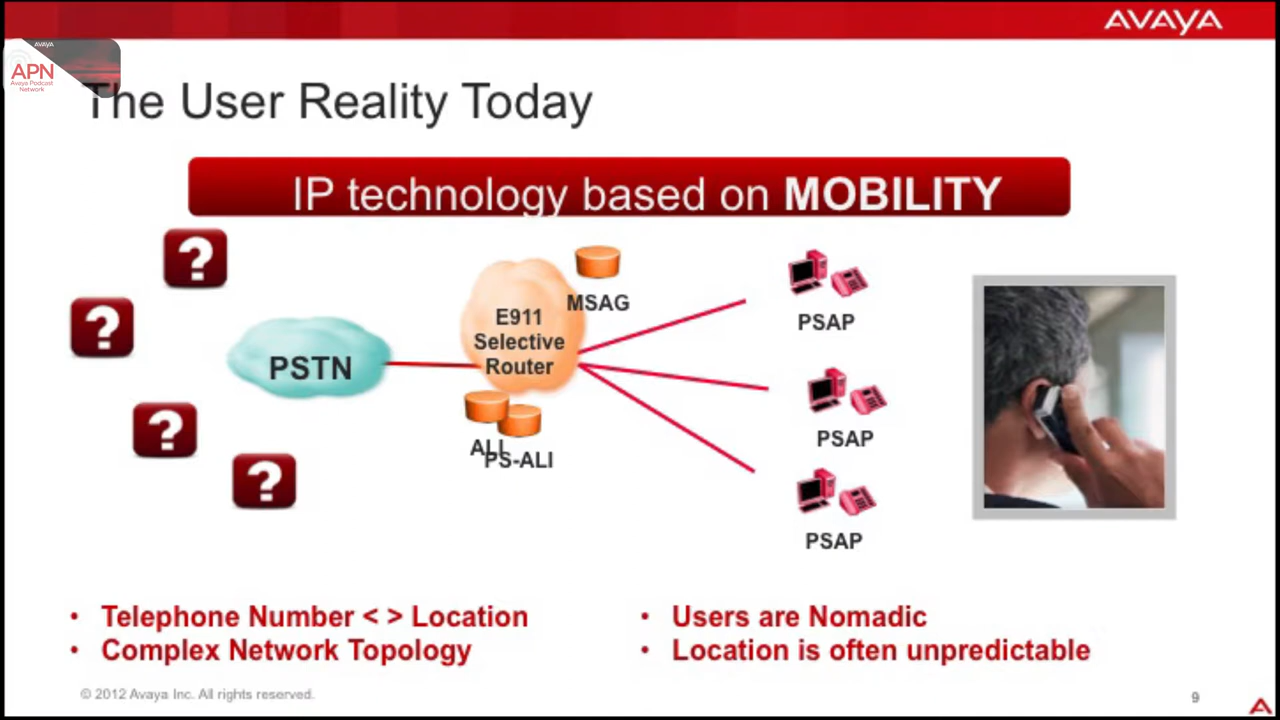 AVAYA
AVAYA
APN
Avaya Podcast
Network
The User Reality Today
IP technology based on MOBILITY
?
?
?
?
PSTN
E911
Selective
Router
MSAG
ALI
PS-ALI
PSAP
PSAP
PSAP
• Telephone Number < > Location
• Complex Network Topology
• Users are Nomadic
• Location is often unpredictable
© 2012 Avaya Inc. All rights reserved.
9